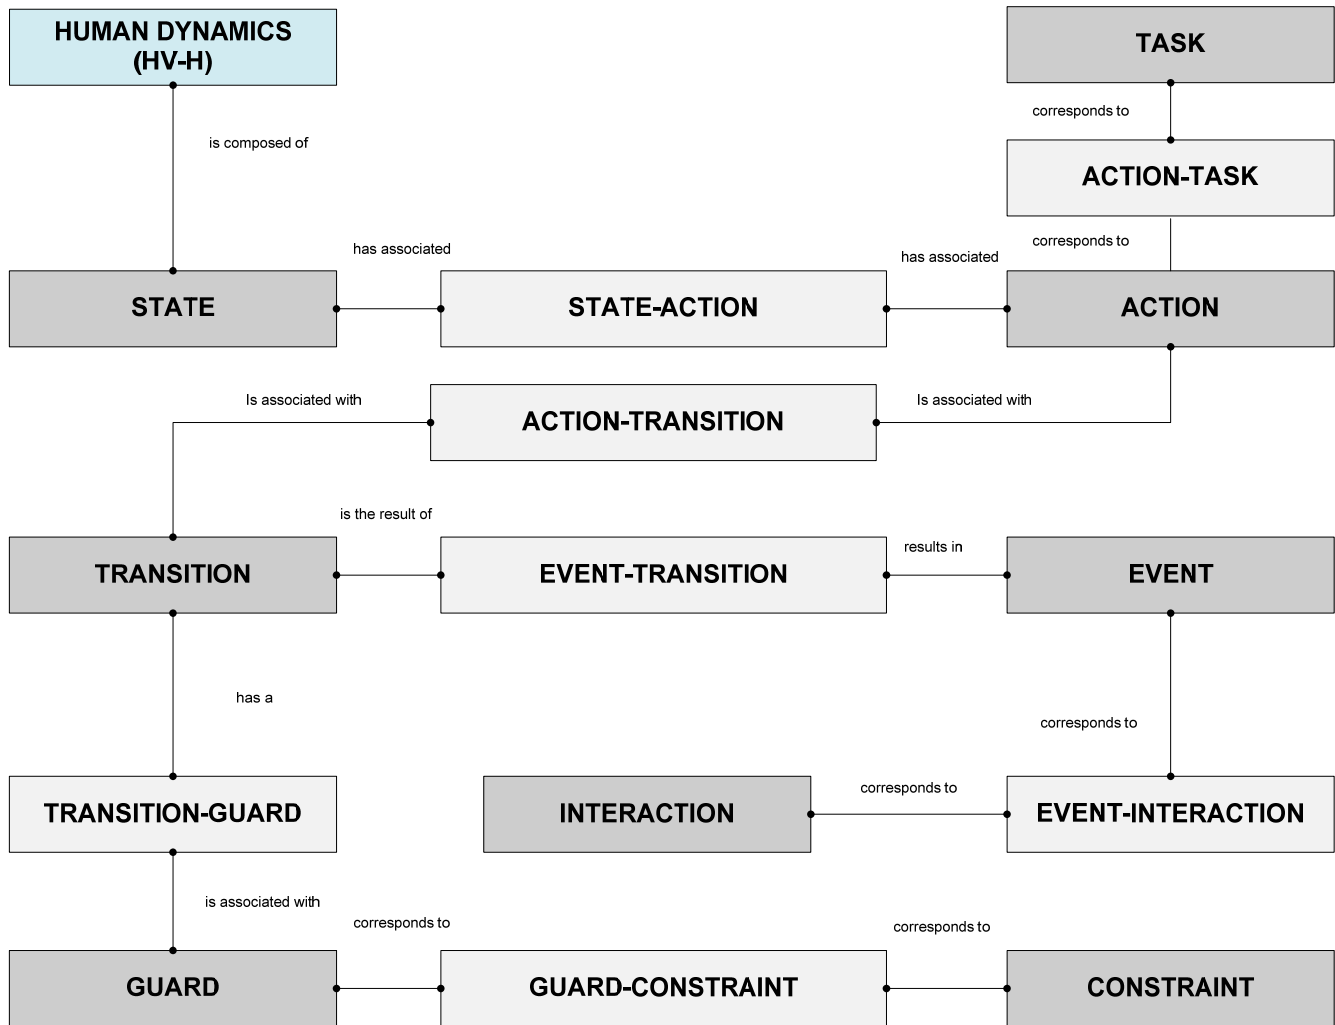 HUMAN DYNAMICS
(HV-H)
TASK
corresponds to
is composed of
ACTION-TASK
corresponds to
has associated
has associated
STATE
STATE-ACTION
ACTION
Is associated with
Is associated with
ACTION-TRANSITION
is the result of
results in
TRANSITION
EVENT-TRANSITION
EVENT
has a
corresponds to
corresponds to
TRANSITION-GUARD
INTERACTION
EVENT-INTERACTION
is associated with
corresponds to
corresponds to
GUARD
GUARD-CONSTRAINT
CONSTRAINT